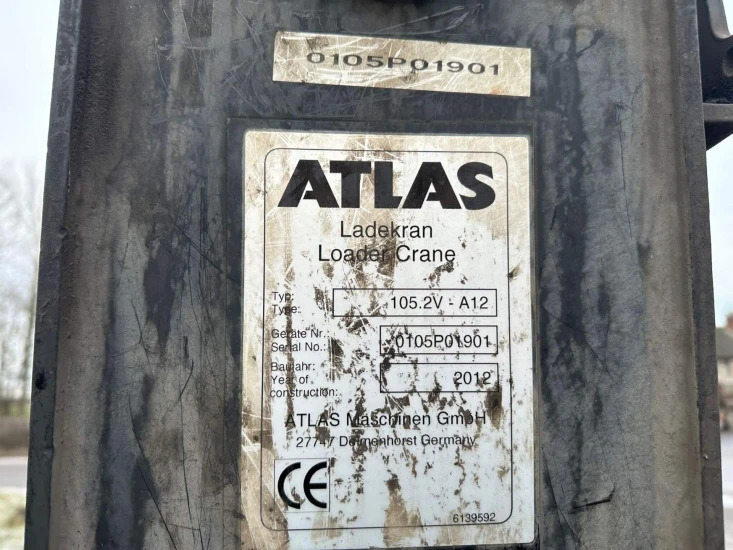 0105P01901
ATLAS
Ladekran
Loader Crane
Typ:
Type:
105.2V - A12
Geräte Nr.:
Serial No.:
0105P01901
Baujahr:
Year of
construction:
2012
ATLAS Maschinen GmbH
27747 Delmenhorst Germany
CE
6139592